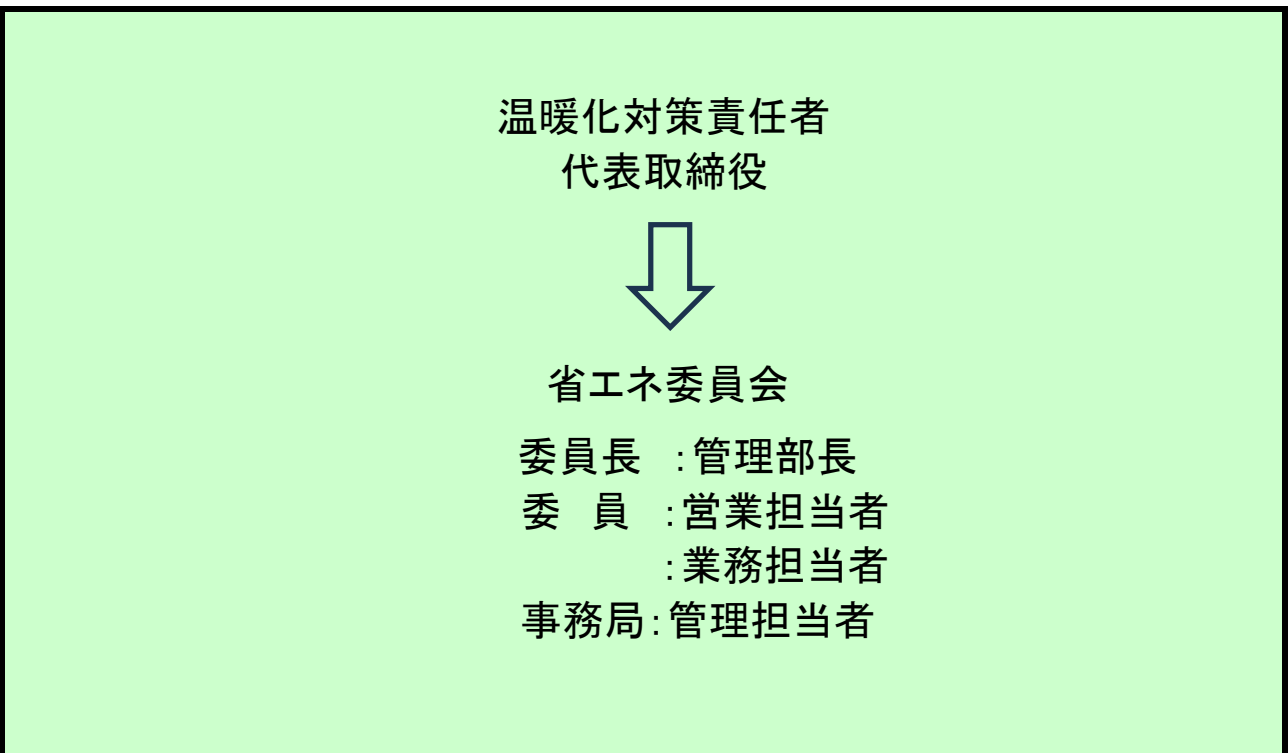 温暖化対策責任者
代表取締役
省エネ委員会
委員長　:管理部長
委　員　:営業担当者
:業務担当者
事務局:管理担当者